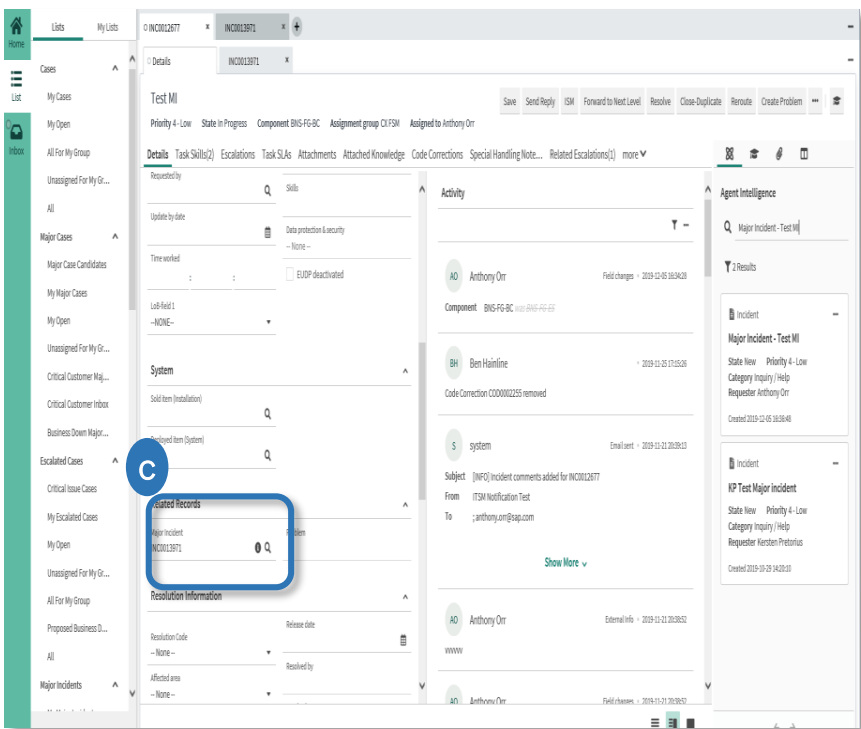 Home
List
Inbox
Lists My Lists
Cases
My Cases
My Open
All For My Group
Unassigned For My Gr...
All
Major Cases
Major Case Candidates
My Major Cases
My Open
Unassigned For My Gr...
Critical Customer Maj...
Critical Customer Inbox
Business Down Major...
Escalated Cases
Critical Issue Cases
My Escalated Cases
My Open
Unassigned For My Gr...
All For My Group
Proposed Business D...
All
Major Incidents
INC0012677 x INC0013971 x +
Details INC0013971 x
Test MI
Save Send Reply ISM Forward to Next Level Resolve Close-Duplicate Reroute Create Problem
Priority 4 - Low State In Progress Component BNS-FG-BC Assignment group CX FSM Assigned to Anthony Orr
Details Task Skills(2) Escalations Task SLAs Attachments Attached Knowledge Code Corrections Special Handling Note... Related Escalations(1) more
Requested by
Skills
Update by date
Data protection & security
-- None --
Time worked
: :
EUDP deactivated
LoB-field 1
--NONE--
System
Sold item (Installation)
Deployed item (System)
C
Related Records
Major Incident
INC0013971
Problem
Resolution Information
Resolution Code
-- None --
Release date
Affected area
-- None --
Resolved by
Activity
AO Anthony Orr Field changes • 2019-12-05 16:34:28
Component BNS-FG-BC was BNS-FG-ES
BH Ben Hainline • 2019-11-25 17:15:26
Code Correction COD0002255 removed
S system Email sent • 2019-11-21 20:39:13
Subject [INFO] Incident comments added for INC0012677
From ITSM Notification Test
To ; anthony.orr@sap.com
Show More
AO Anthony Orr External Info • 2019-11-21 20:38:52
vvwvv
AO Anthony Orr Field changes • 2019-11-21 20:38:52
Agent Intelligence
Major Incident - Test MI
2 Results
Incident
Major Incident - Test MI
State New Priority 4 - Low
Category Inquiry / Help
Requester Anthony Orr
Created 2019-12-05 16:36:48
Incident
KP Test Major incident
State New Priority 4 - Low
Category Inquiry / Help
Requester Kersten Pretorius
Created 2019-10-29 14:20:10